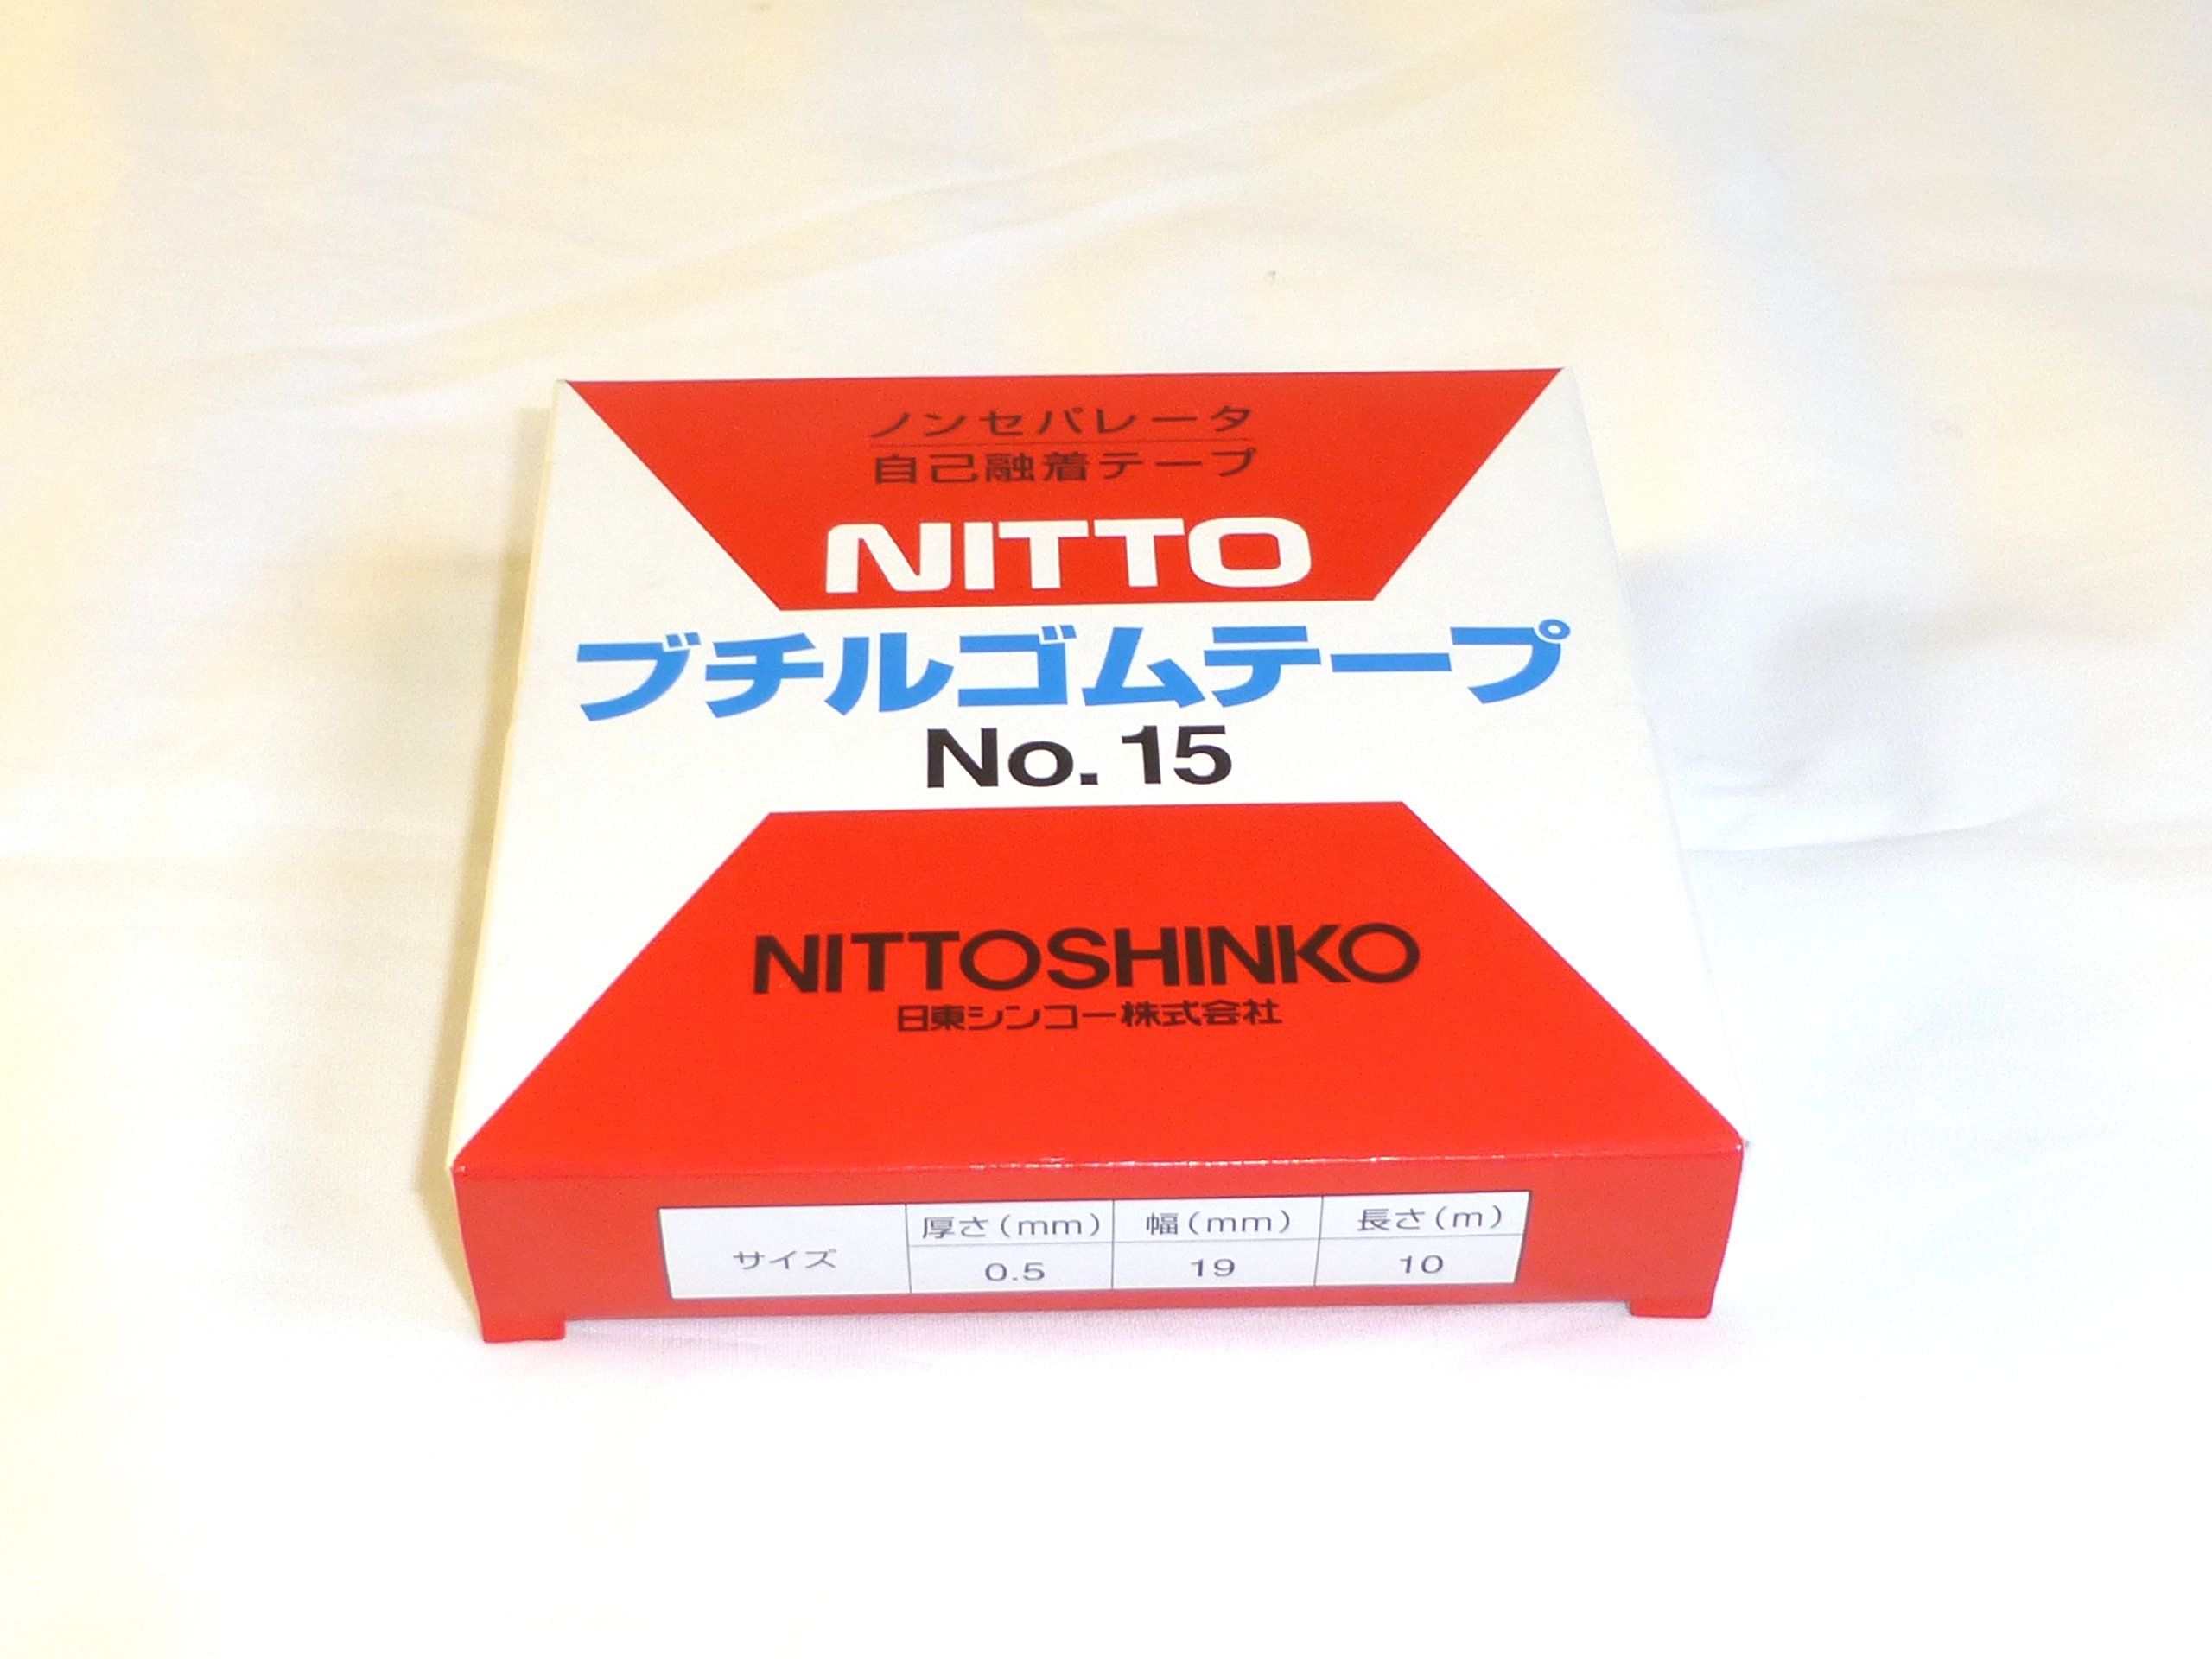 ノンセパレータ
自己融着テープ
NITTO
ブチルゴムテープ
No. 15
NITTOSHINKO
日東シンコー株式会社
サイズ 厚さ(mm) 幅(mm) 長さ(m)
0.5 19 10